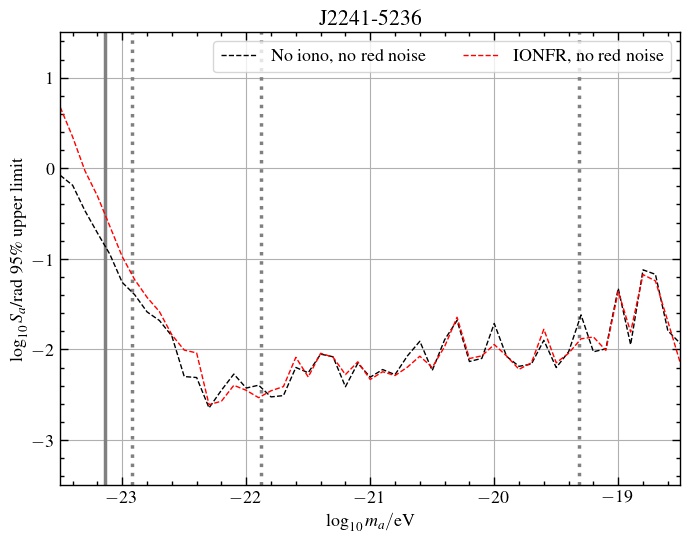 J2241-5236
No iono, no red noise
IONFR, no red noise
log₁₀ Sₐ/rad 95% upper limit
1
0
−1
−2
−3
−23
−22
−21
−20
−19
log₁₀ mₐ/eV